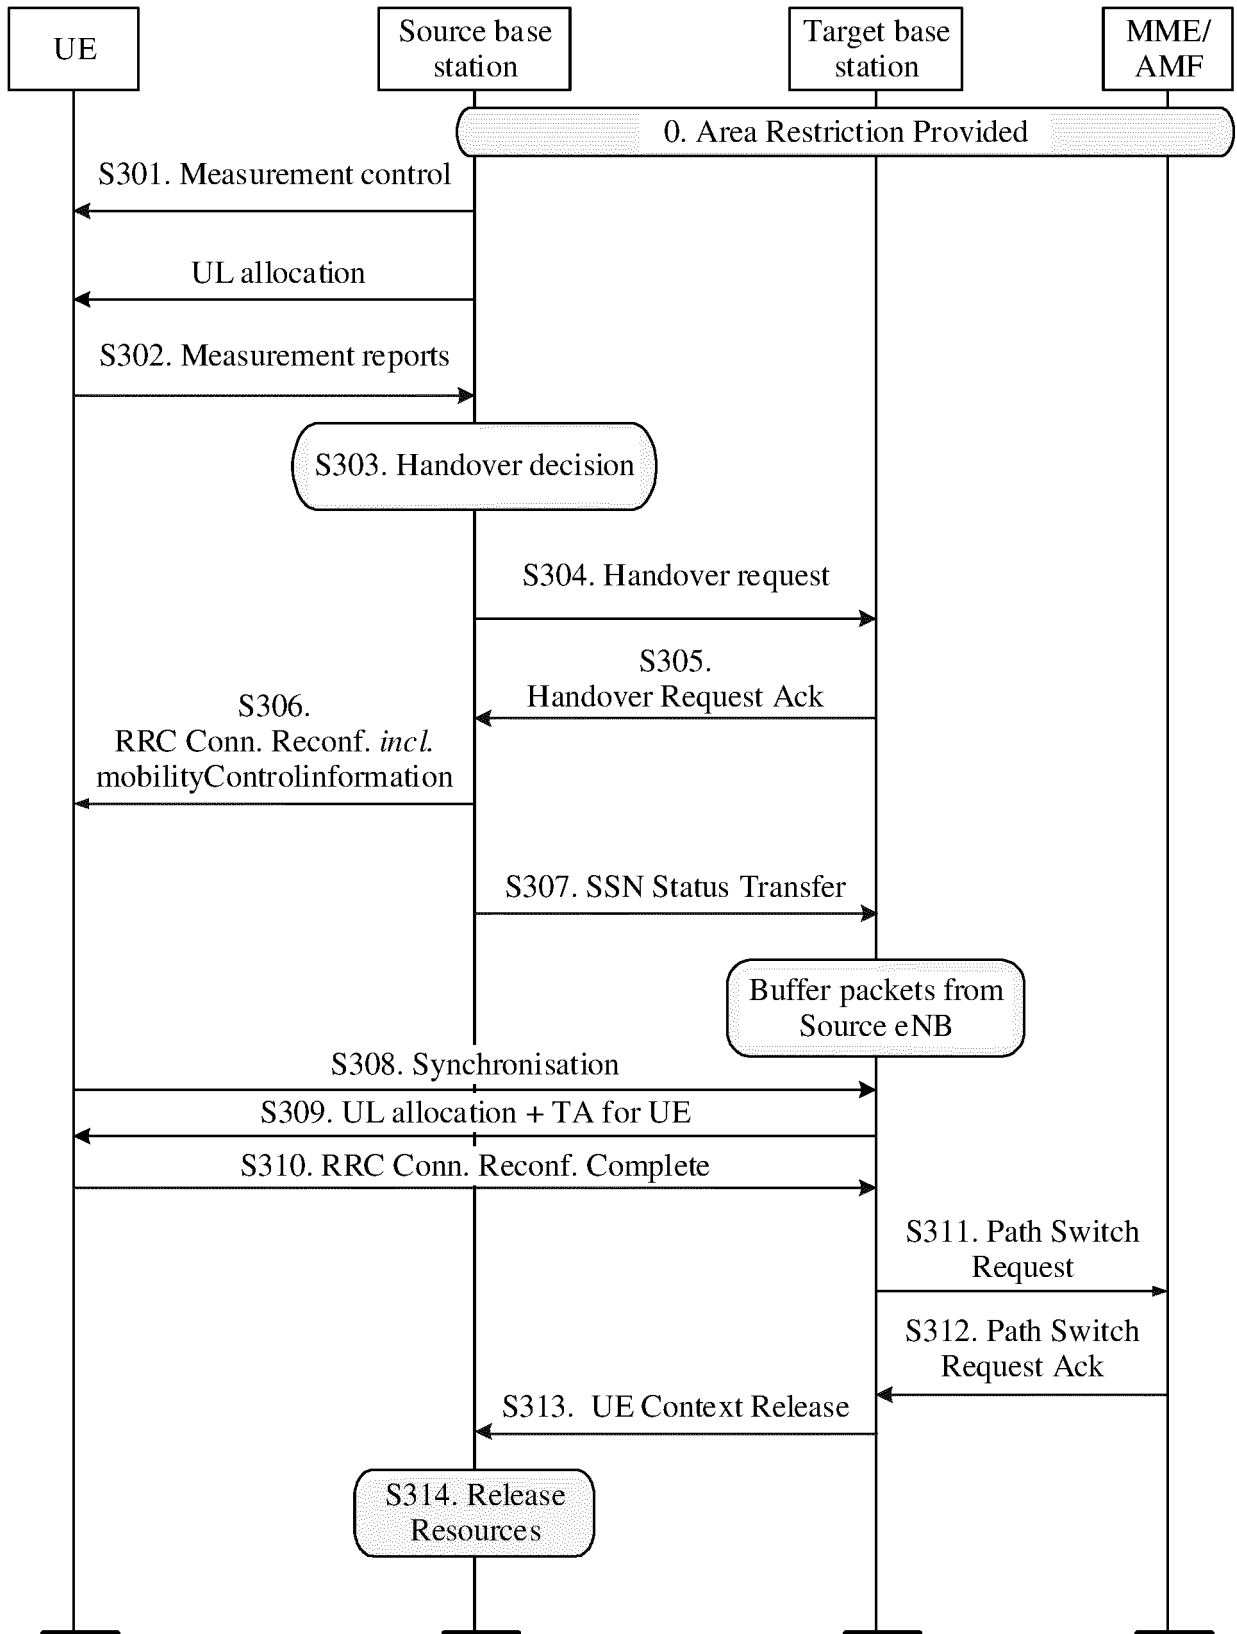 UE
Source base
station
Target base
station
MME/
AMF
0. Area Restriction Provided
S301. Measurement control
UL allocation
S302. Measurement reports
S303. Handover decision
S304. Handover request
S305.
Handover Request Ack
S306.
RRC Conn. Reconf. incl.
mobilityControlinformation
S307. SSN Status Transfer
Buffer packets from
Source eNB
S308. Synchronisation
S309. UL allocation + TA for UE
S310. RRC Conn. Reconf. Complete
S311. Path Switch
Request
S312. Path Switch
Request Ack
S313. UE Context Release
S314. Release
Resources